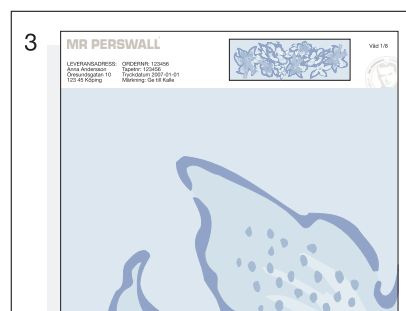 3
MR PERSWALL
LEVERANSADRESS: ORDERNR: 123456
Anna Andersson Tapetnr: 123456
Öresundsgatan 10 Tryckdatum 2007-01-01
123 45 Köping Märkning: Ge till Kalle
Våd 1/8